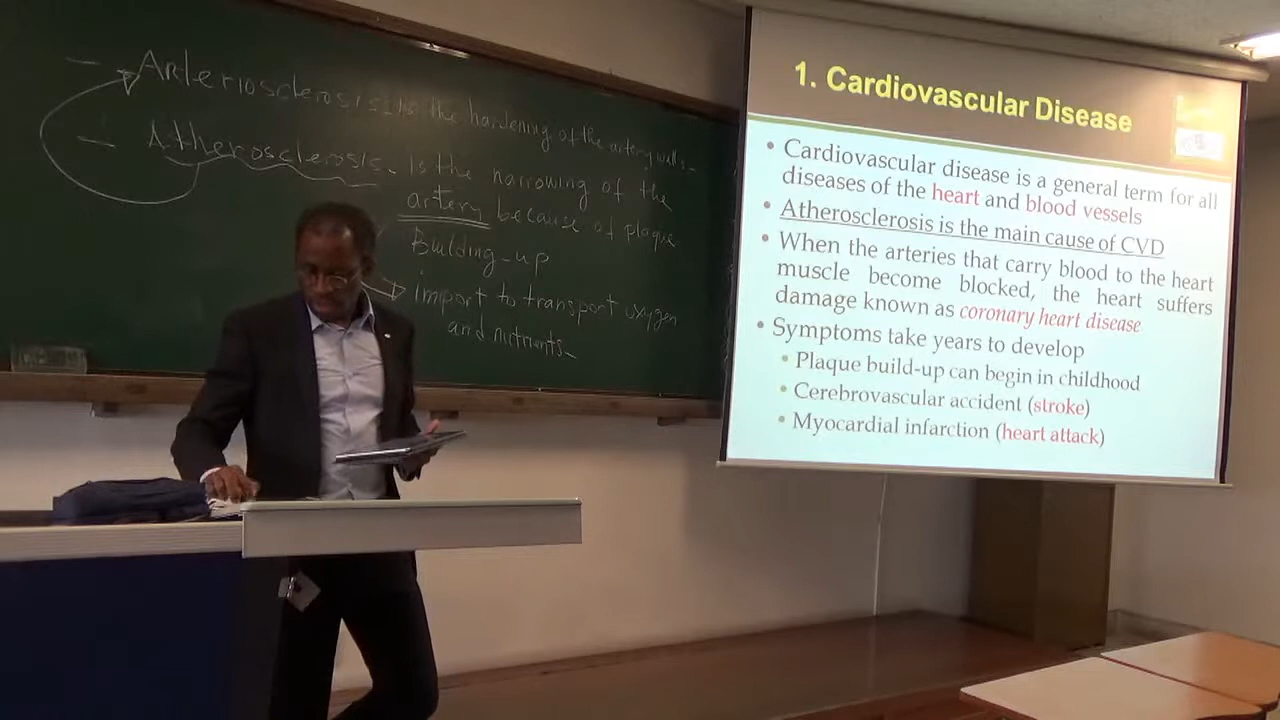 - Arteriosclerosis is the hardening of the artery walls -
- Atherosclerosis - Is the narrowing of the
artery because of plaque
Building-up
import to transport oxygen
and nutrients -
1. Cardiovascular Disease
• Cardiovascular disease is a general term for all
diseases of the heart and blood vessels
• Atherosclerosis is the main cause of CVD
• When the arteries that carry blood to the heart
muscle become blocked, the heart suffers
damage known as coronary heart disease
• Symptoms take years to develop
• Plaque build-up can begin in childhood
• Cerebrovascular accident (stroke)
• Myocardial infarction (heart attack)